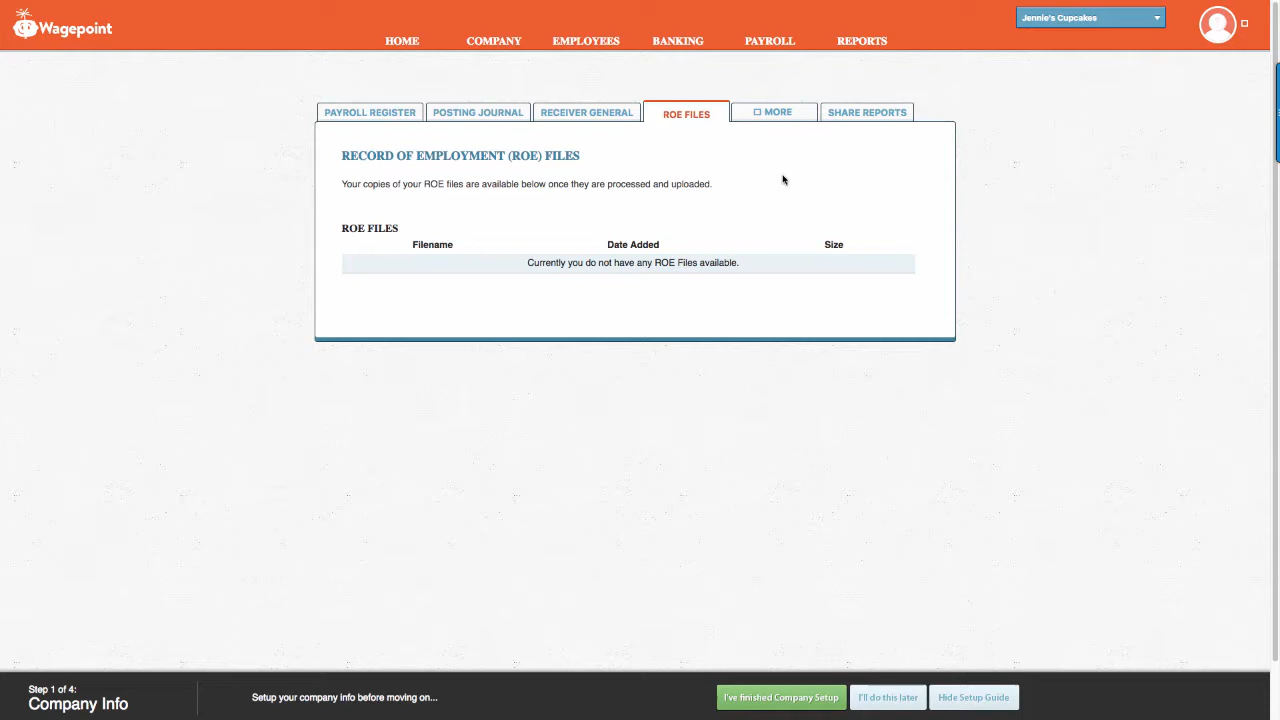 Wagepoint
Jennie's Cupcakes
HOME COMPANY EMPLOYEES BANKING PAYROLL REPORTS
PAYROLL REGISTER POSTING JOURNAL RECEIVER GENERAL ROE FILES MORE SHARE REPORTS
RECORD OF EMPLOYMENT (ROE) FILES
Your copies of your ROE files are available below once they are processed and uploaded.
ROE FILES
Filename Date Added Size
Currently you do not have any ROE Files available.
Step 1 of 4:
Company Info
Setup your company info before moving on...
I've finished Company Setup I'll do this later Hide Setup Guide